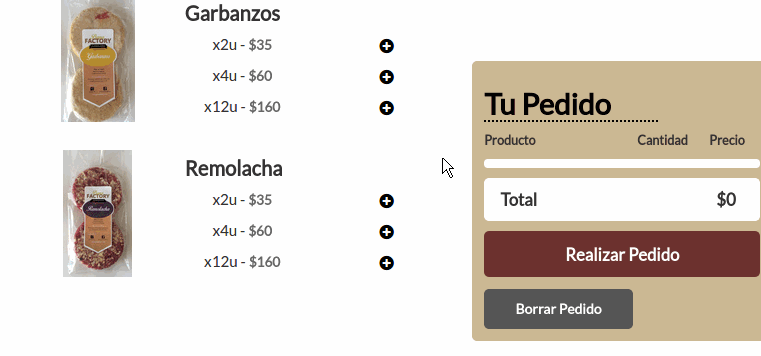 Garbanzos
x2u - $35
x4u - $60
x12u - $160
FACTORY
Remolacha
x2u - $35
x4u - $60
x12u - $160
FACTORY
Remolacha
Tu Pedido
Producto Cantidad Precio
Total $0
Realizar Pedido
Borrar Pedido